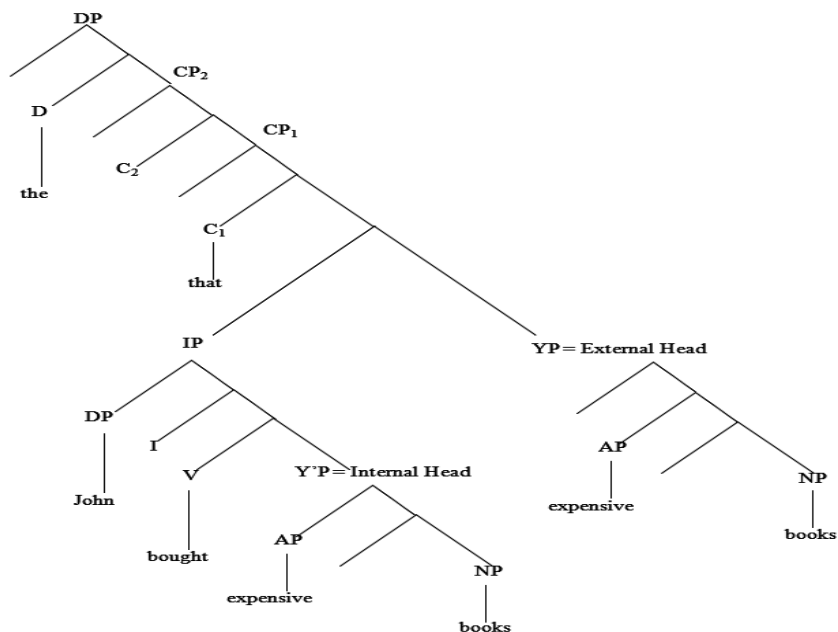 DP
CP₂
D
CP₁
C₂
the
C₁
that
IP
YP = External Head
DP
I
AP
V
Y'P = Internal Head
NP
John
expensive
bought
AP
books
NP
expensive
books